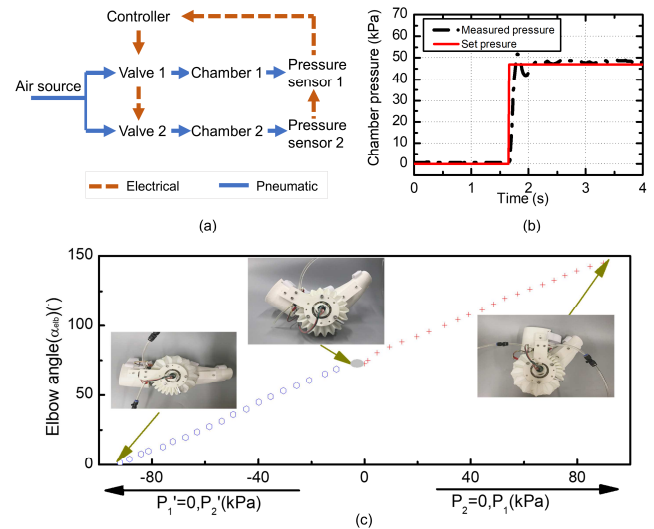 Controller
Valve 1
Chamber 1
Pressure
sensor 1
Air source
Valve 2
Chamber 2
Pressure
sensor 2
Electrical
Pneumatic
(a)
Chamber pressure (kPa)
70
60
50
40
30
20
10
0
Measured pressure
Set presure
0
1
2
3
4
Time (s)
(b)
Elbow angle(αelb)(°)
150
100
50
0
-80
-40
0
40
80
P1'=0,P2'(kPa)
P2=0,P1(kPa)
(c)